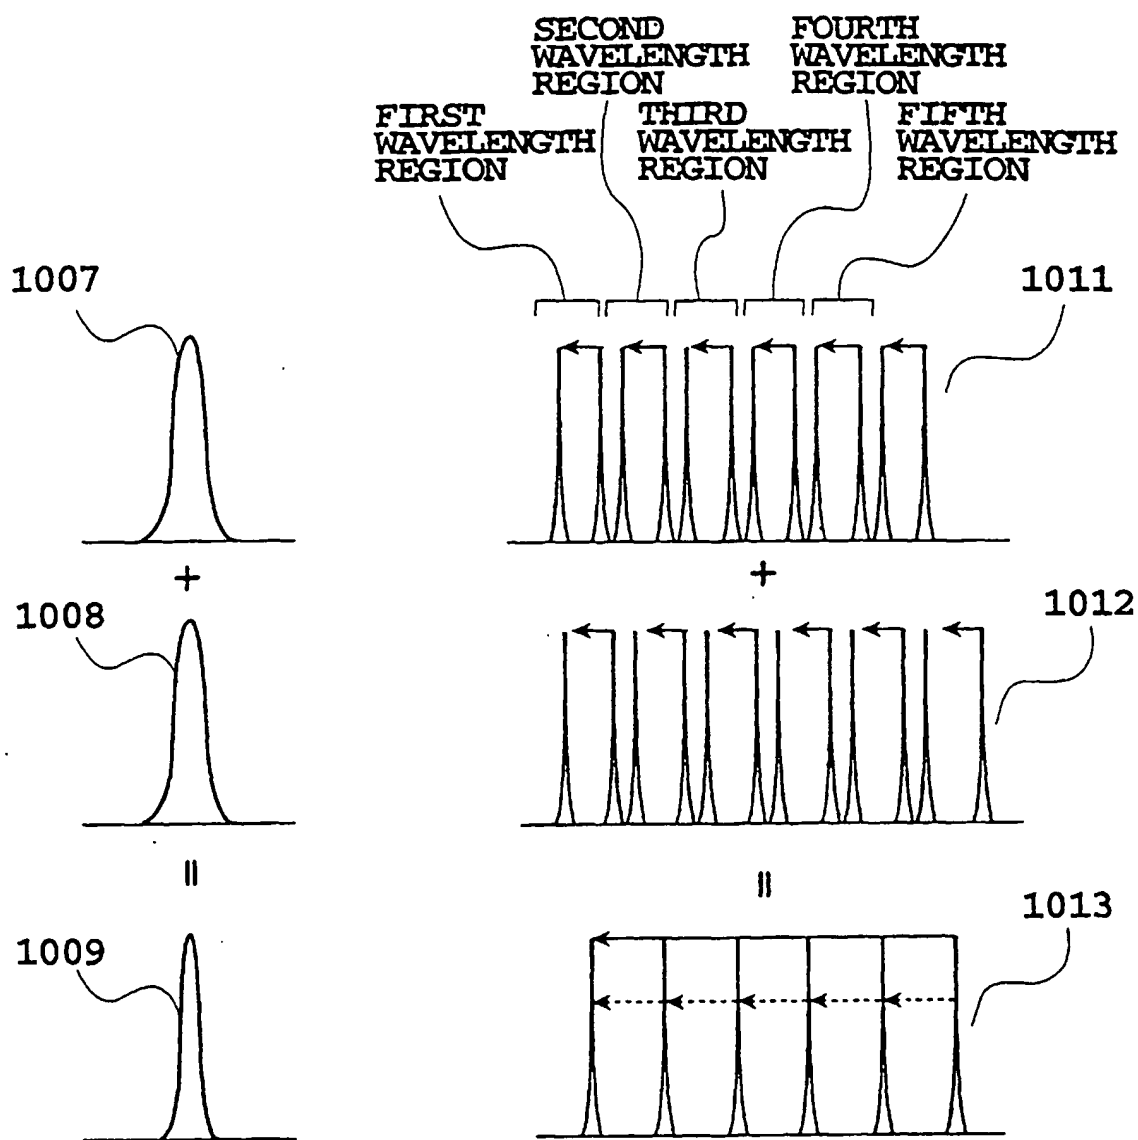 SECOND
WAVELENGTH
REGION
FOURTH
WAVELENGTH
REGION
FIRST
WAVELENGTH
REGION
THIRD
WAVELENGTH
REGION
FIFTH
WAVELENGTH
REGION
1007
1011
+
+
1008
1012
=
=
1009
1013